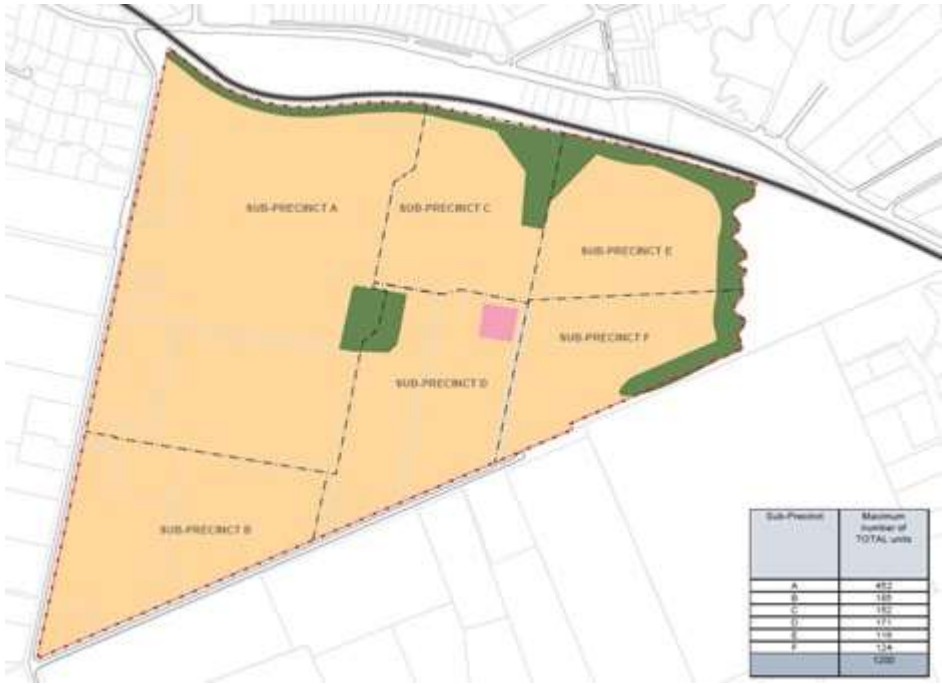 SUB-PRECINCT A
SUB-PRECINCT C
SUB-PRECINCT E
SUB-PRECINCT F
SUB-PRECINCT D
SUB-PRECINCT B
Sub-Precinct
Maximum
number of
TOTAL units
A 452
B 185
C 152
D 171
E 116
F 124
1200